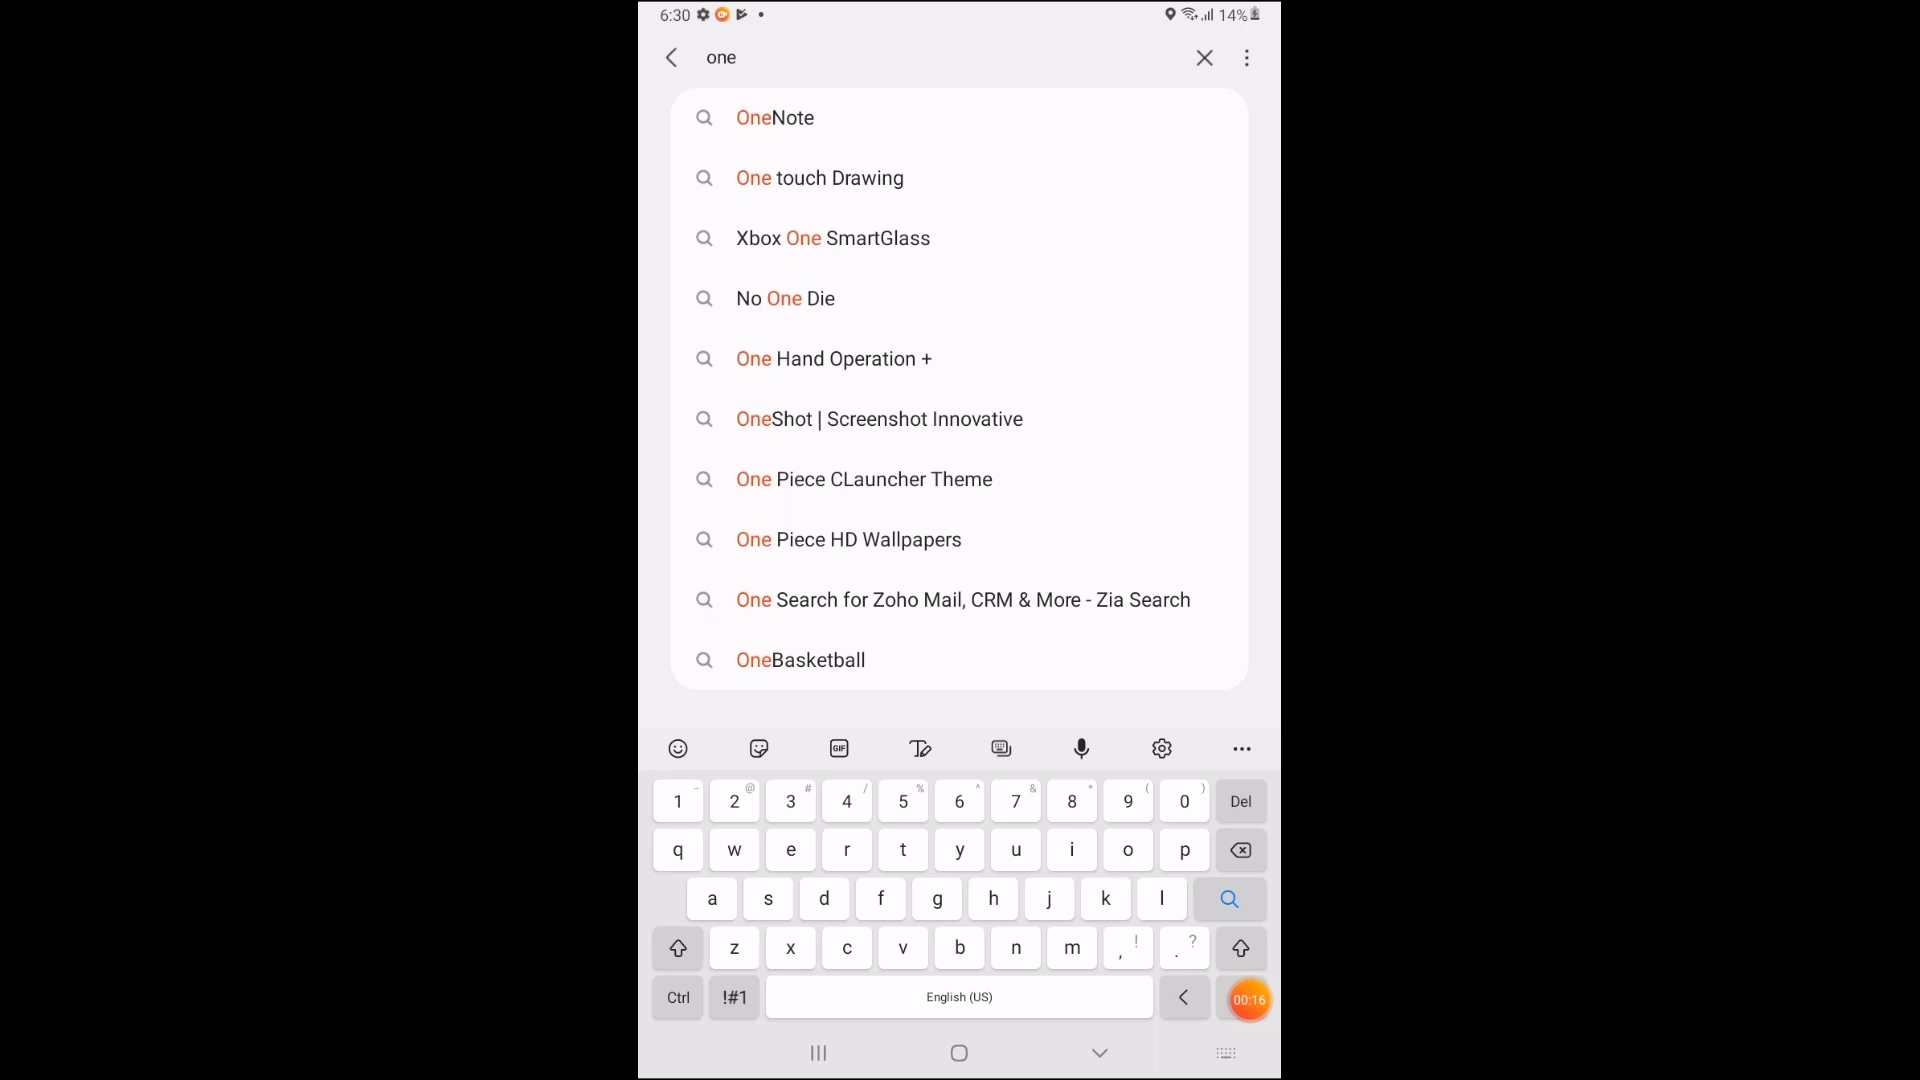 6:30 14%
one
OneNote
One touch Drawing
Xbox One SmartGlass
No One Die
One Hand Operation +
OneShot | Screenshot Innovative
One Piece CLauncher Theme
One Piece HD Wallpapers
One Search for Zoho Mail, CRM & More - Zia Search
OneBasketball
GIF
1 - 2 @ 3 # 4 / 5 % 6 ^ 7 & 8 * 9 ( 0 ) Del
q w e r t y u i o p
a s d f g h j k l
z x c v b n m , ! . ?
Ctrl !#1 English (US) 00:16